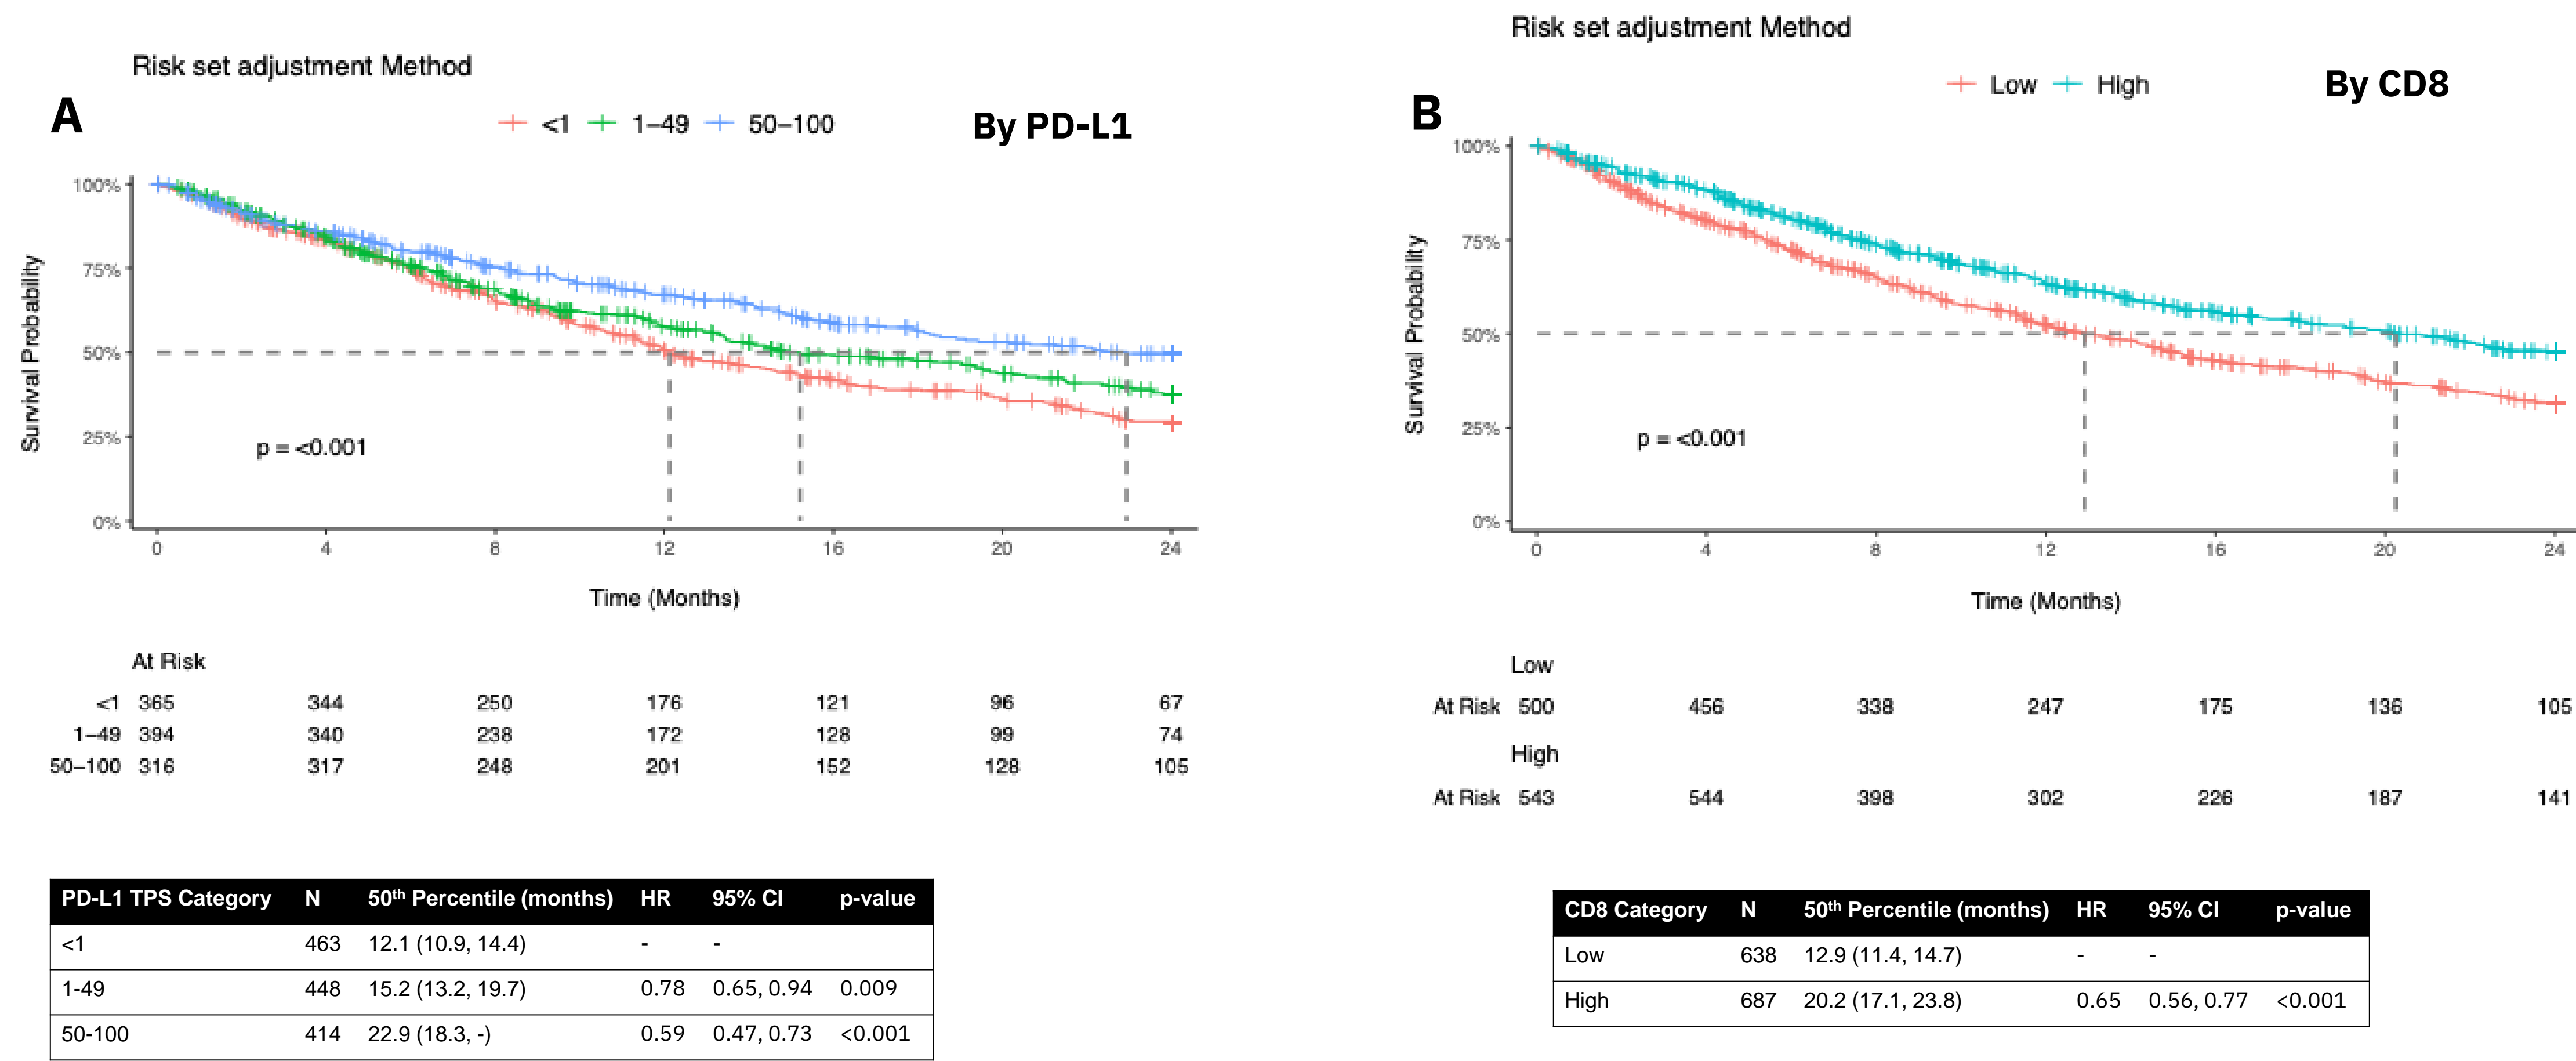 Risk set adjustment Method
A
<1 1–49 50–100
By PD-L1
100%
75%
50%
25%
0%
Survival Probability
p = <0.001
0 4 8 12 16 20 24
Time (Months)
At Risk
<1 365 344 250 176 121 96 67
1–49 394 340 238 172 128 99 74
50–100 316 317 248 201 152 128 105
PD-L1 TPS Category N 50th Percentile (months) HR 95% CI p-value
<1 463 12.1 (10.9, 14.4) - -
1-49 448 15.2 (13.2, 19.7) 0.78 0.65, 0.94 0.009
50-100 414 22.9 (18.3, -) 0.59 0.47, 0.73 <0.001
Risk set adjustment Method
Low High
By CD8
B
100%
75%
50%
25%
0%
Survival Probability
p = <0.001
0 4 8 12 16 20 24
Time (Months)
Low
At Risk 500 456 338 247 175 136 105
High
At Risk 543 544 398 302 226 187 141
CD8 Category N 50th Percentile (months) HR 95% CI p-value
Low 638 12.9 (11.4, 14.7) - -
High 687 20.2 (17.1, 23.8) 0.65 0.56, 0.77 <0.001